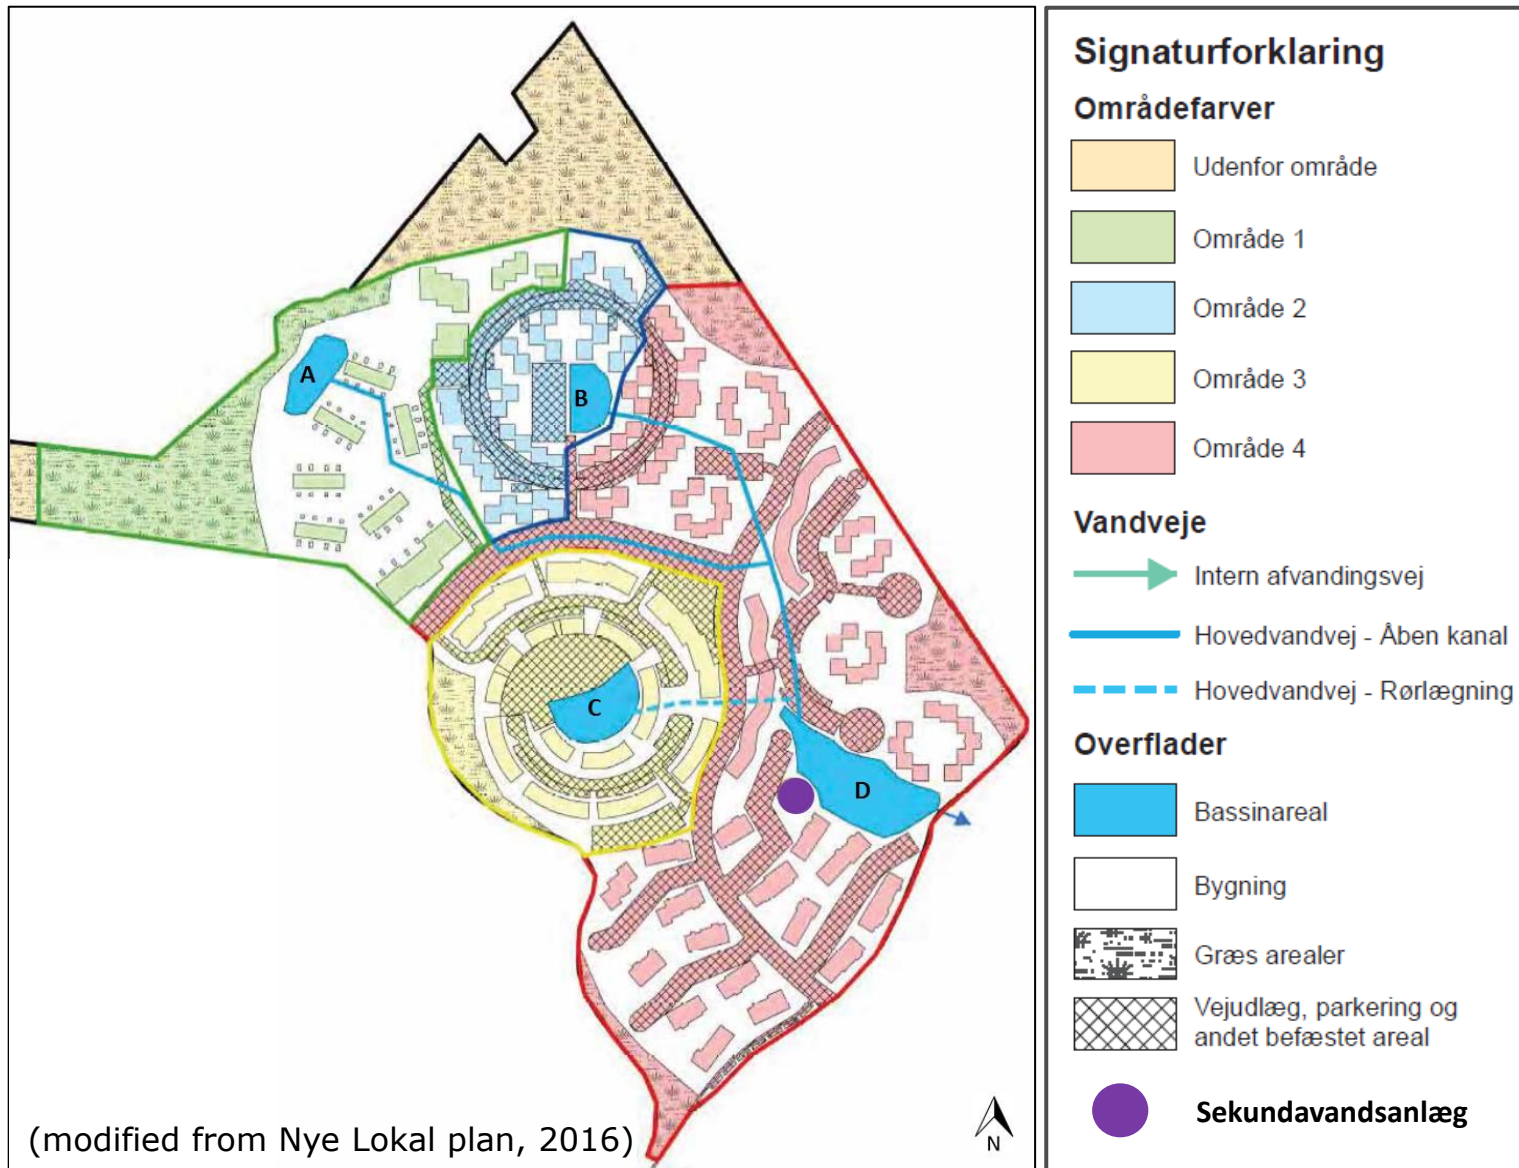 A
B
C
D
(modified from Nye Lokal plan, 2016)
N
Signaturforklaring
Områdefarver
Udenfor område
Område 1
Område 2
Område 3
Område 4
Vandveje
Intern afvandingsvej
Hovedvandvej - Åben kanal
Hovedvandvej - Rørlægning
Overflader
Bassinareal
Bygning
Græs arealer
Vejudlæg, parkering og
andet befæstet areal
Sekundavandsanlæg